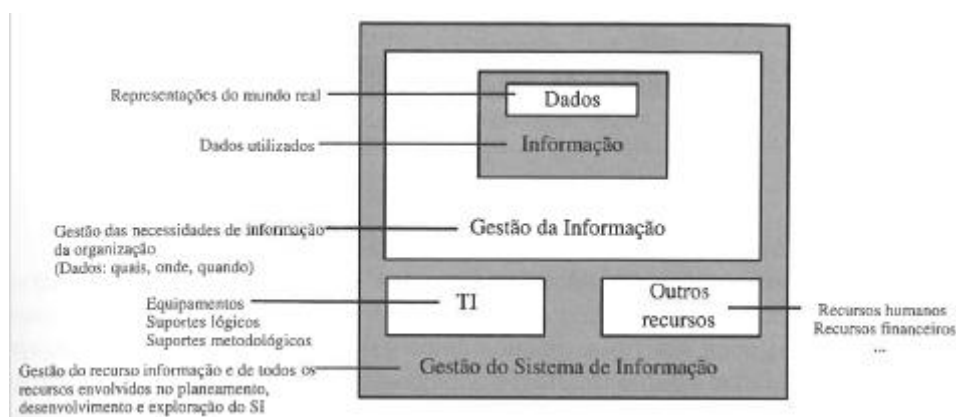 Representações do mundo real
Dados
Dados utilizados
Informação
Gestão das necessidades de informação
da organização
(Dados: quais, onde, quando)
Gestão da Informação
Equipamentos
Suportes lógicos
Suportes metodológicos
TI
Outros
recursos
Recursos humanos
Recursos financeiros
...
Gestão do recurso informação e de todos os
recursos envolvidos no planeamento,
desenvolvimento e exploração do SI
Gestão do Sistema de Informação